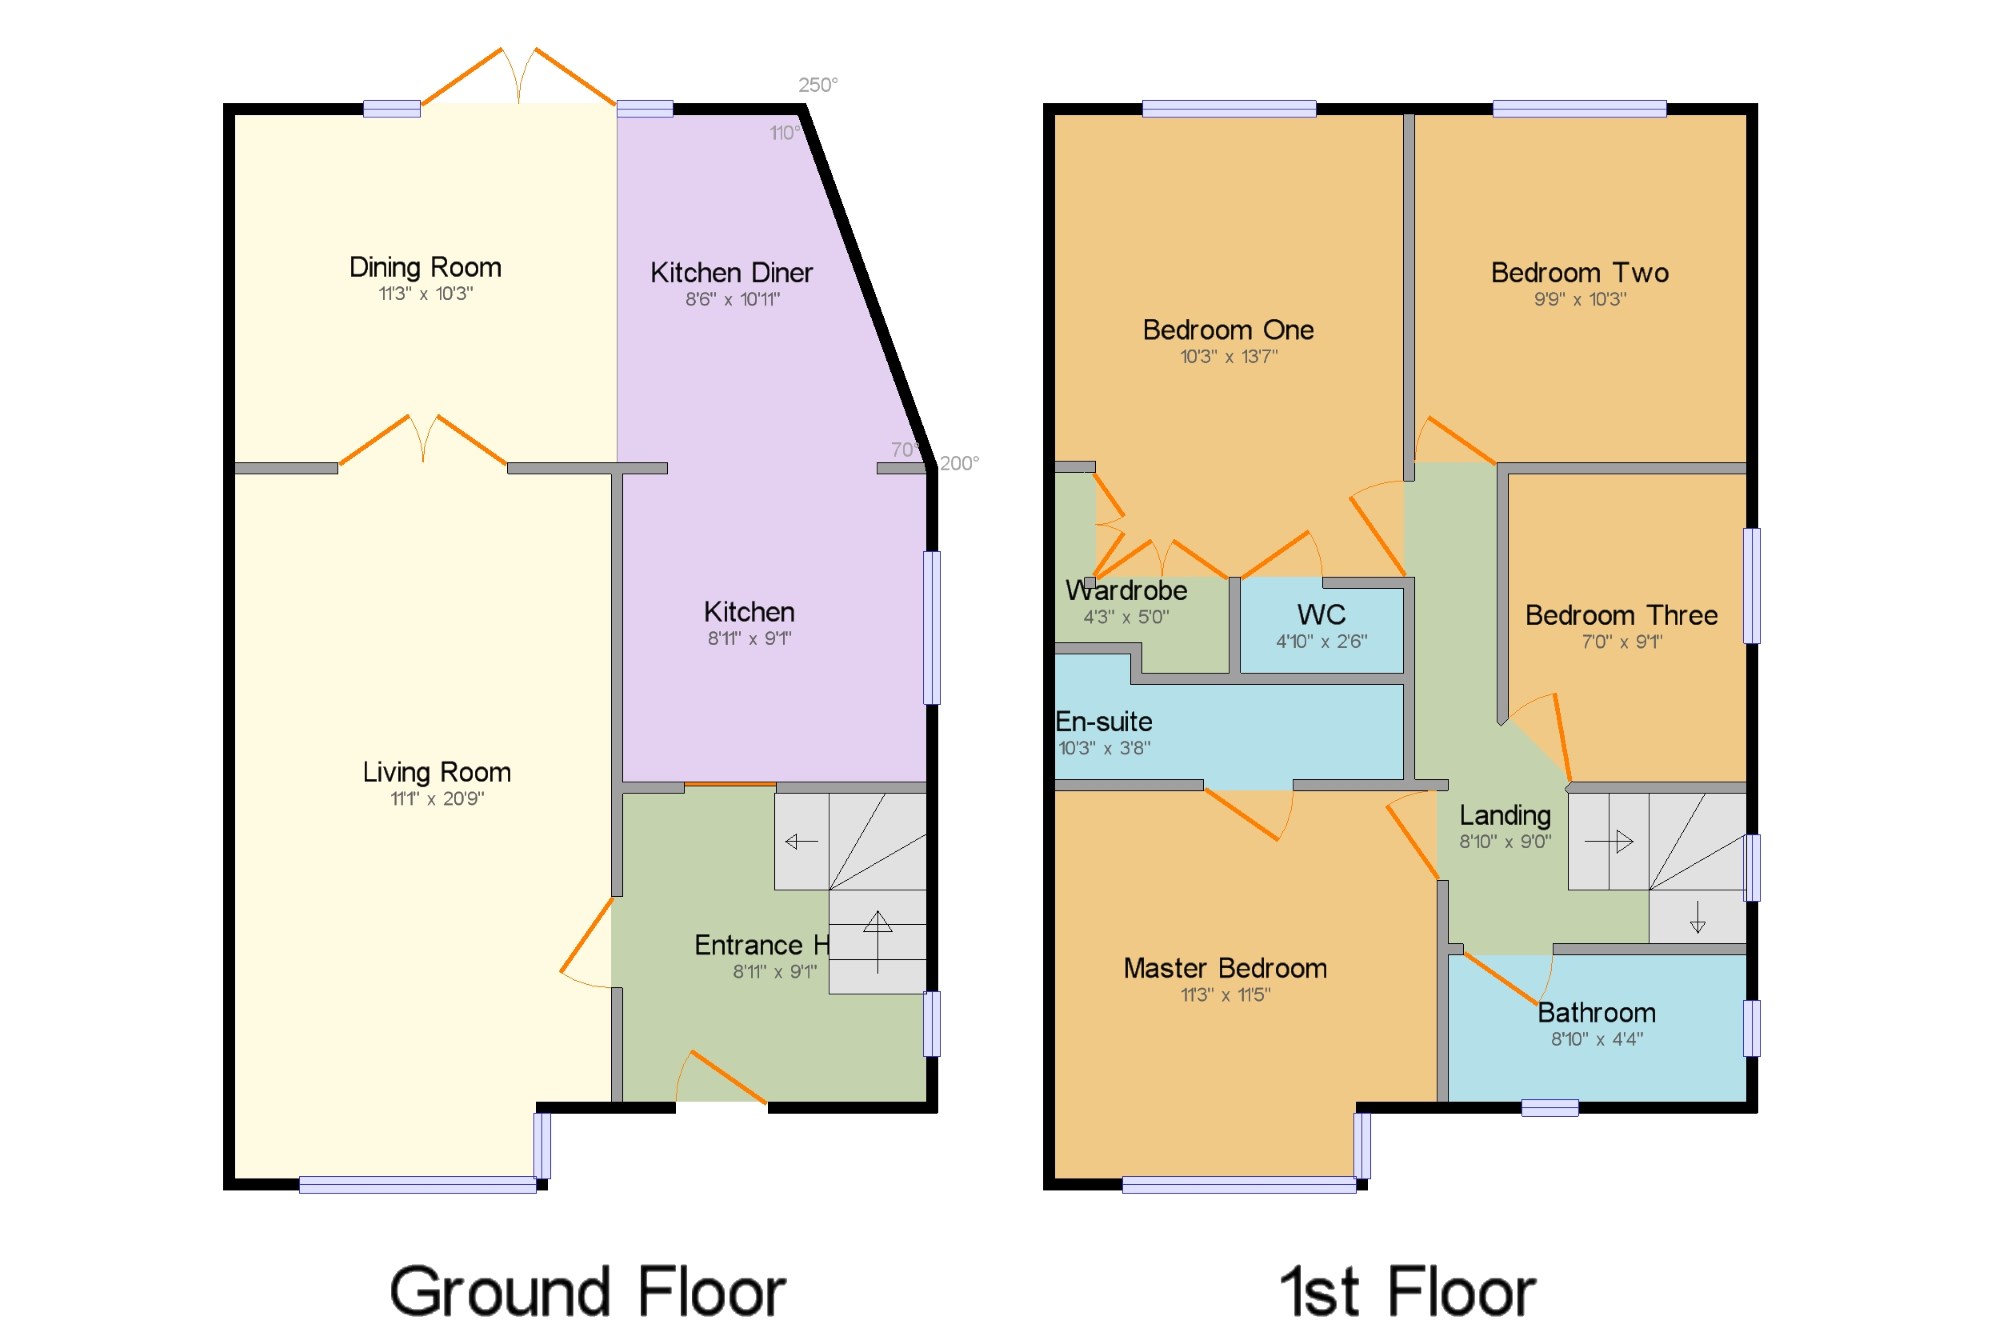 250°
110°
Dining Room
11'3" x 10'3"
Kitchen Diner
8'6" x 10'11"
70°
200°
Kitchen
8'11" x 9'1"
Living Room
11'1" x 20'9"
Entrance H
8'11" x 9'1"
Ground Floor
Bedroom One
10'3" x 13'7"
Bedroom Two
9'9" x 10'3"
Wardrobe
4'3" x 5'0"
WC
4'10" x 2'6"
Bedroom Three
7'0" x 9'1"
En-suite
10'3" x 3'8"
Landing
8'10" x 9'0"
Master Bedroom
11'3" x 11'5"
Bathroom
8'10" x 4'4"
1st Floor